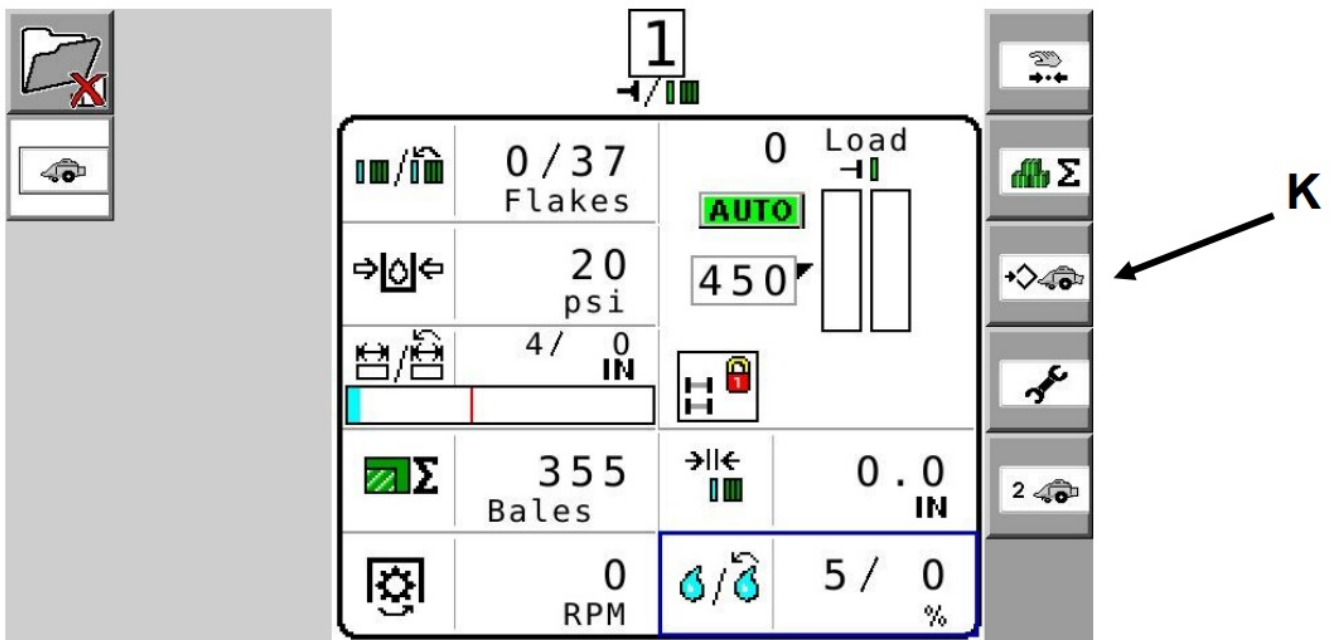 1
0/37
Flakes
0 Load
AUTO
20
psi
450
4/ 0
IN
1
355
Bales
0.0
IN
0
RPM
5/ 0
%
Σ
K
2
Σ